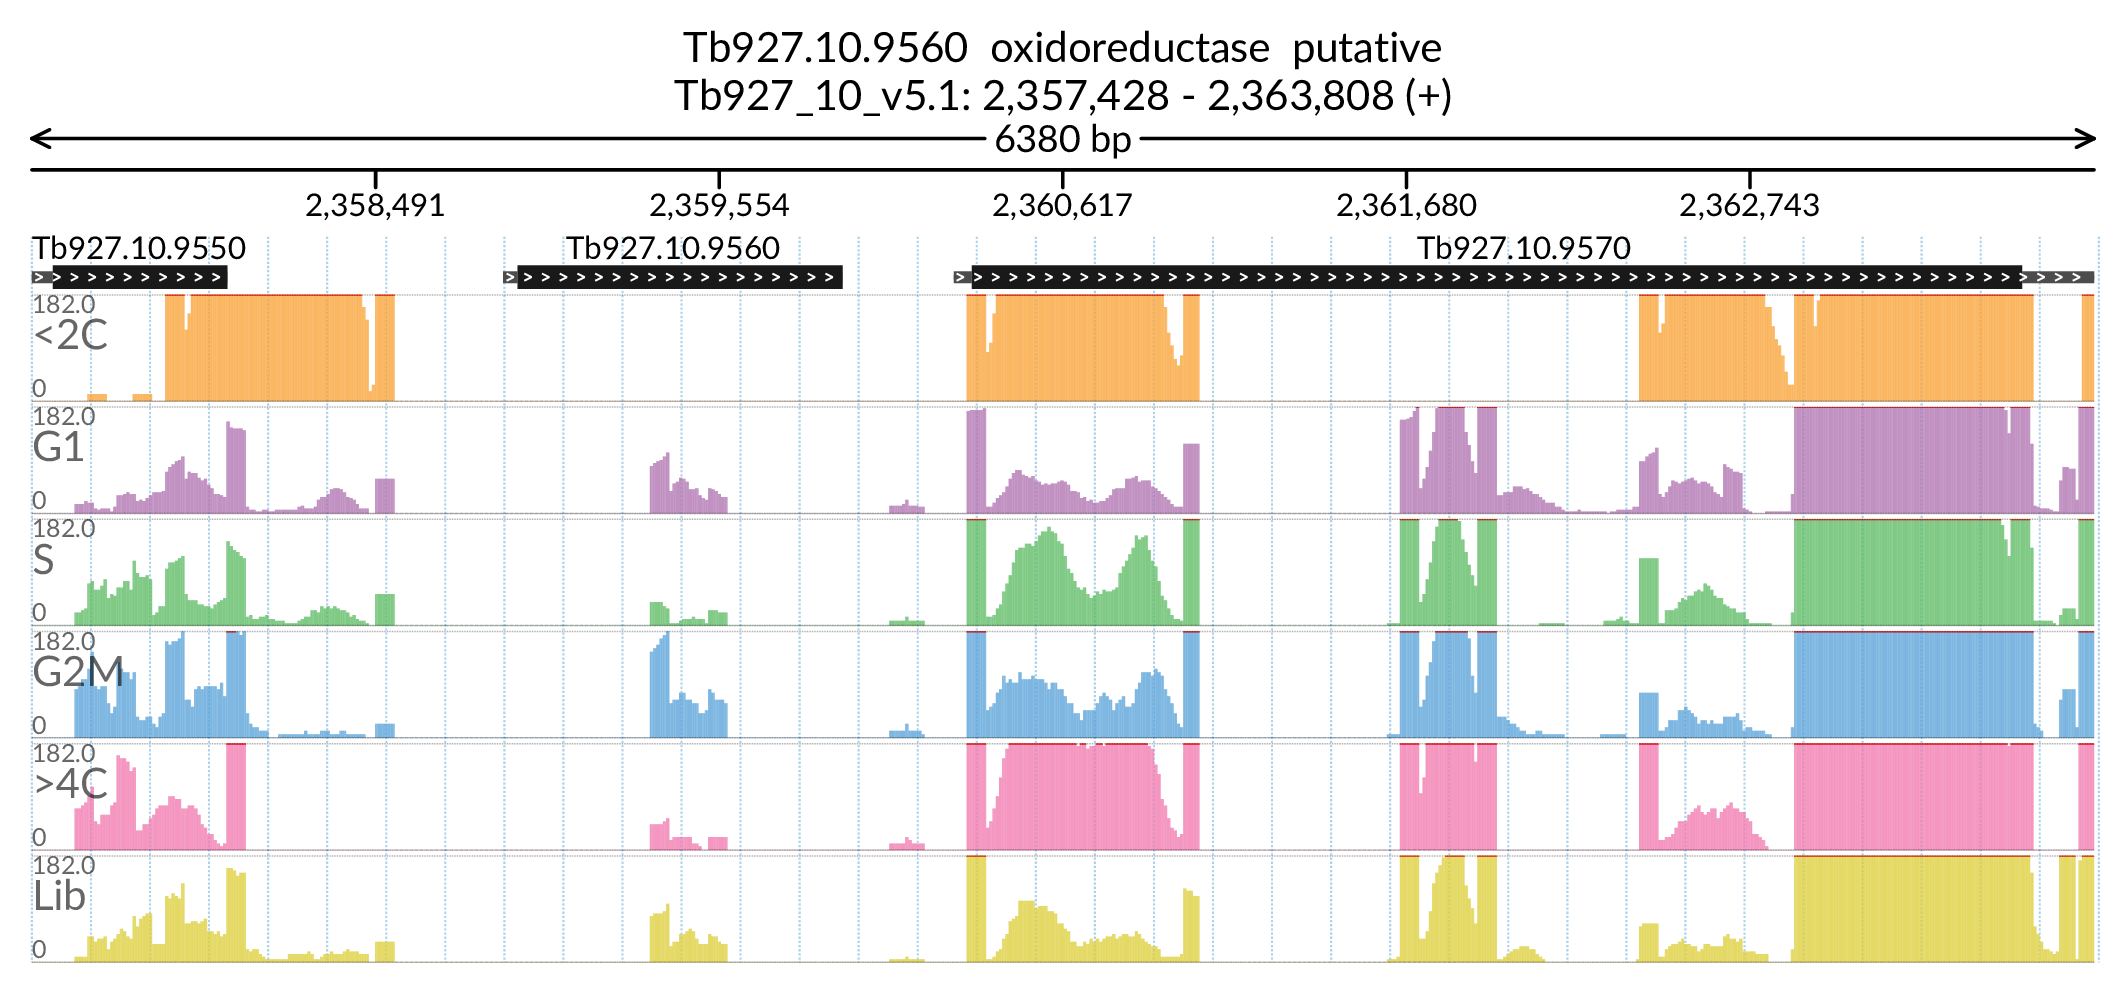 Tb927.10.9560 oxidoreductase putative
Tb927_10_v5.1: 2,357,428 - 2,363,808 (+)
6380 bp
2,358,491 2,359,554 2,360,617 2,361,680 2,362,743
Tb927.10.9550 Tb927.10.9560 Tb927.10.9570
182.0
<2C
0
182.0
G1
0
182.0
S
0
182.0
G2M
0
182.0
>4C
0
182.0
Lib
0